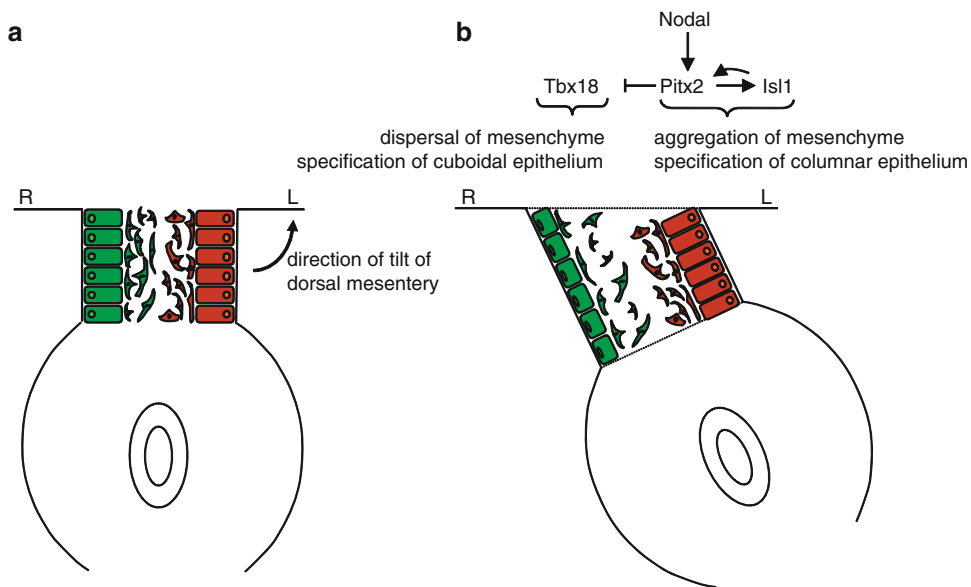 a
R
L
direction of tilt of
dorsal mesentery
b
Nodal
Tbx18
Pitx2
Isl1
dispersal of mesenchyme
specification of cuboidal epithelium
aggregation of mesenchyme
specification of columnar epithelium
R
L